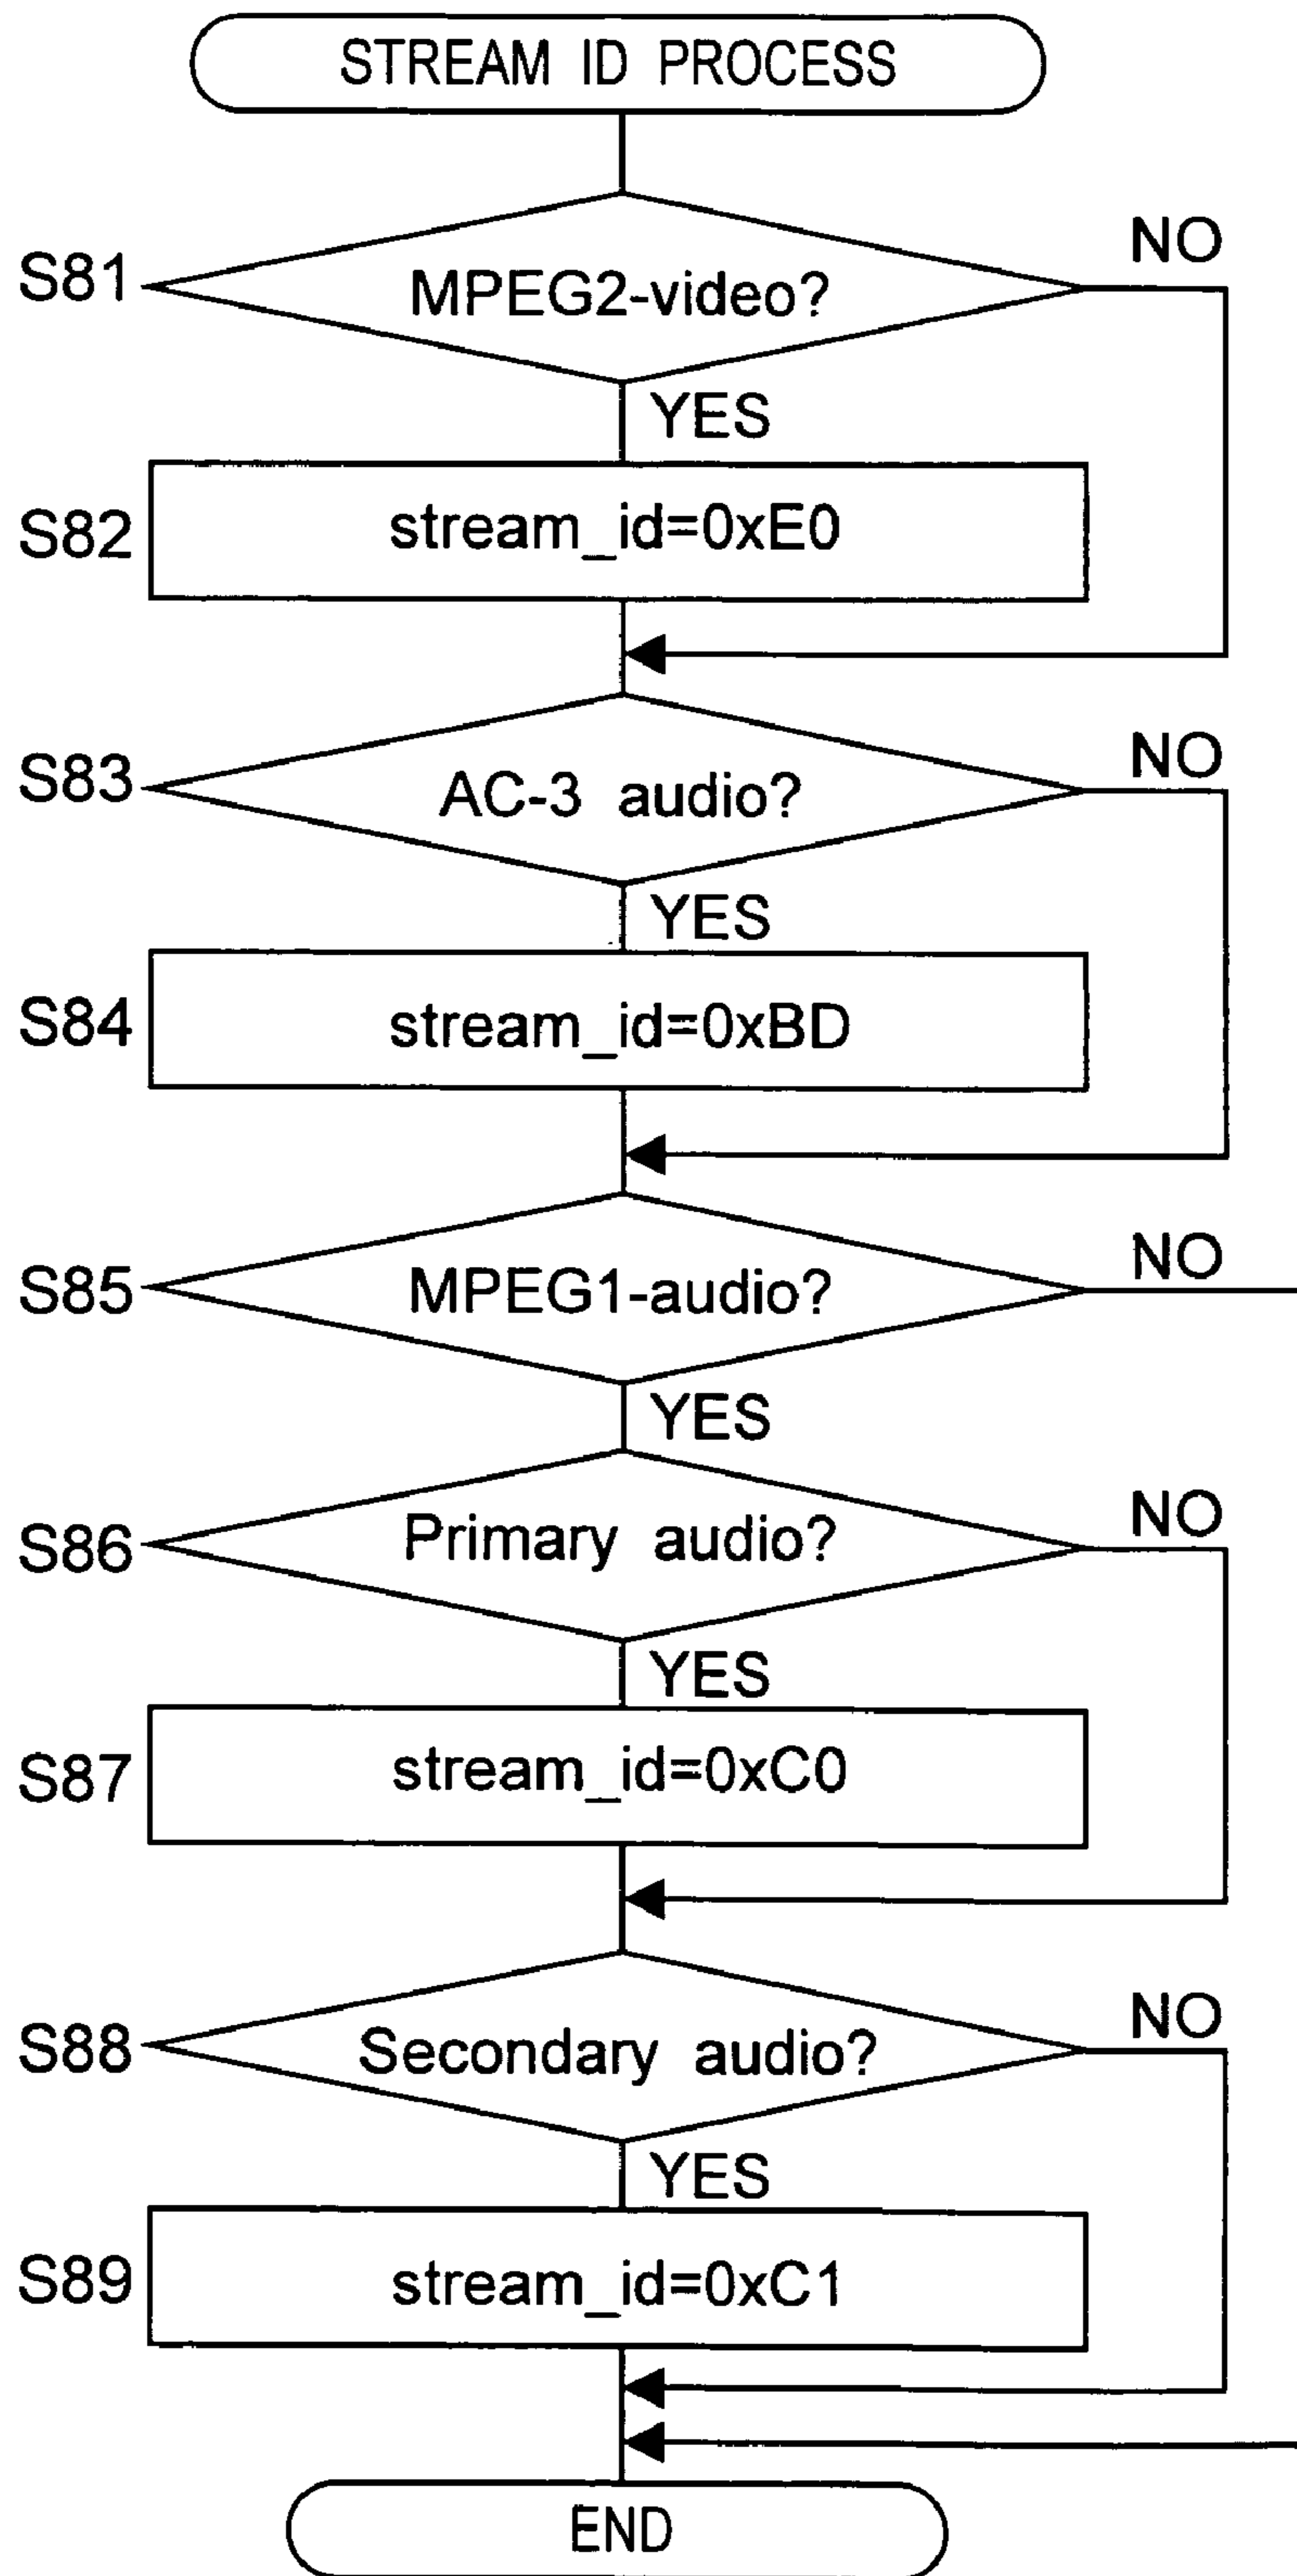 STREAM ID PROCESS
S81
MPEG2-video?
NO
YES
S82
stream_id=0xE0
S83
AC-3 audio?
NO
YES
S84
stream_id=0xBD
S85
MPEG1-audio?
NO
YES
S86
Primary audio?
NO
YES
S87
stream_id=0xC0
S88
Secondary audio?
NO
YES
S89
stream_id=0xC1
END